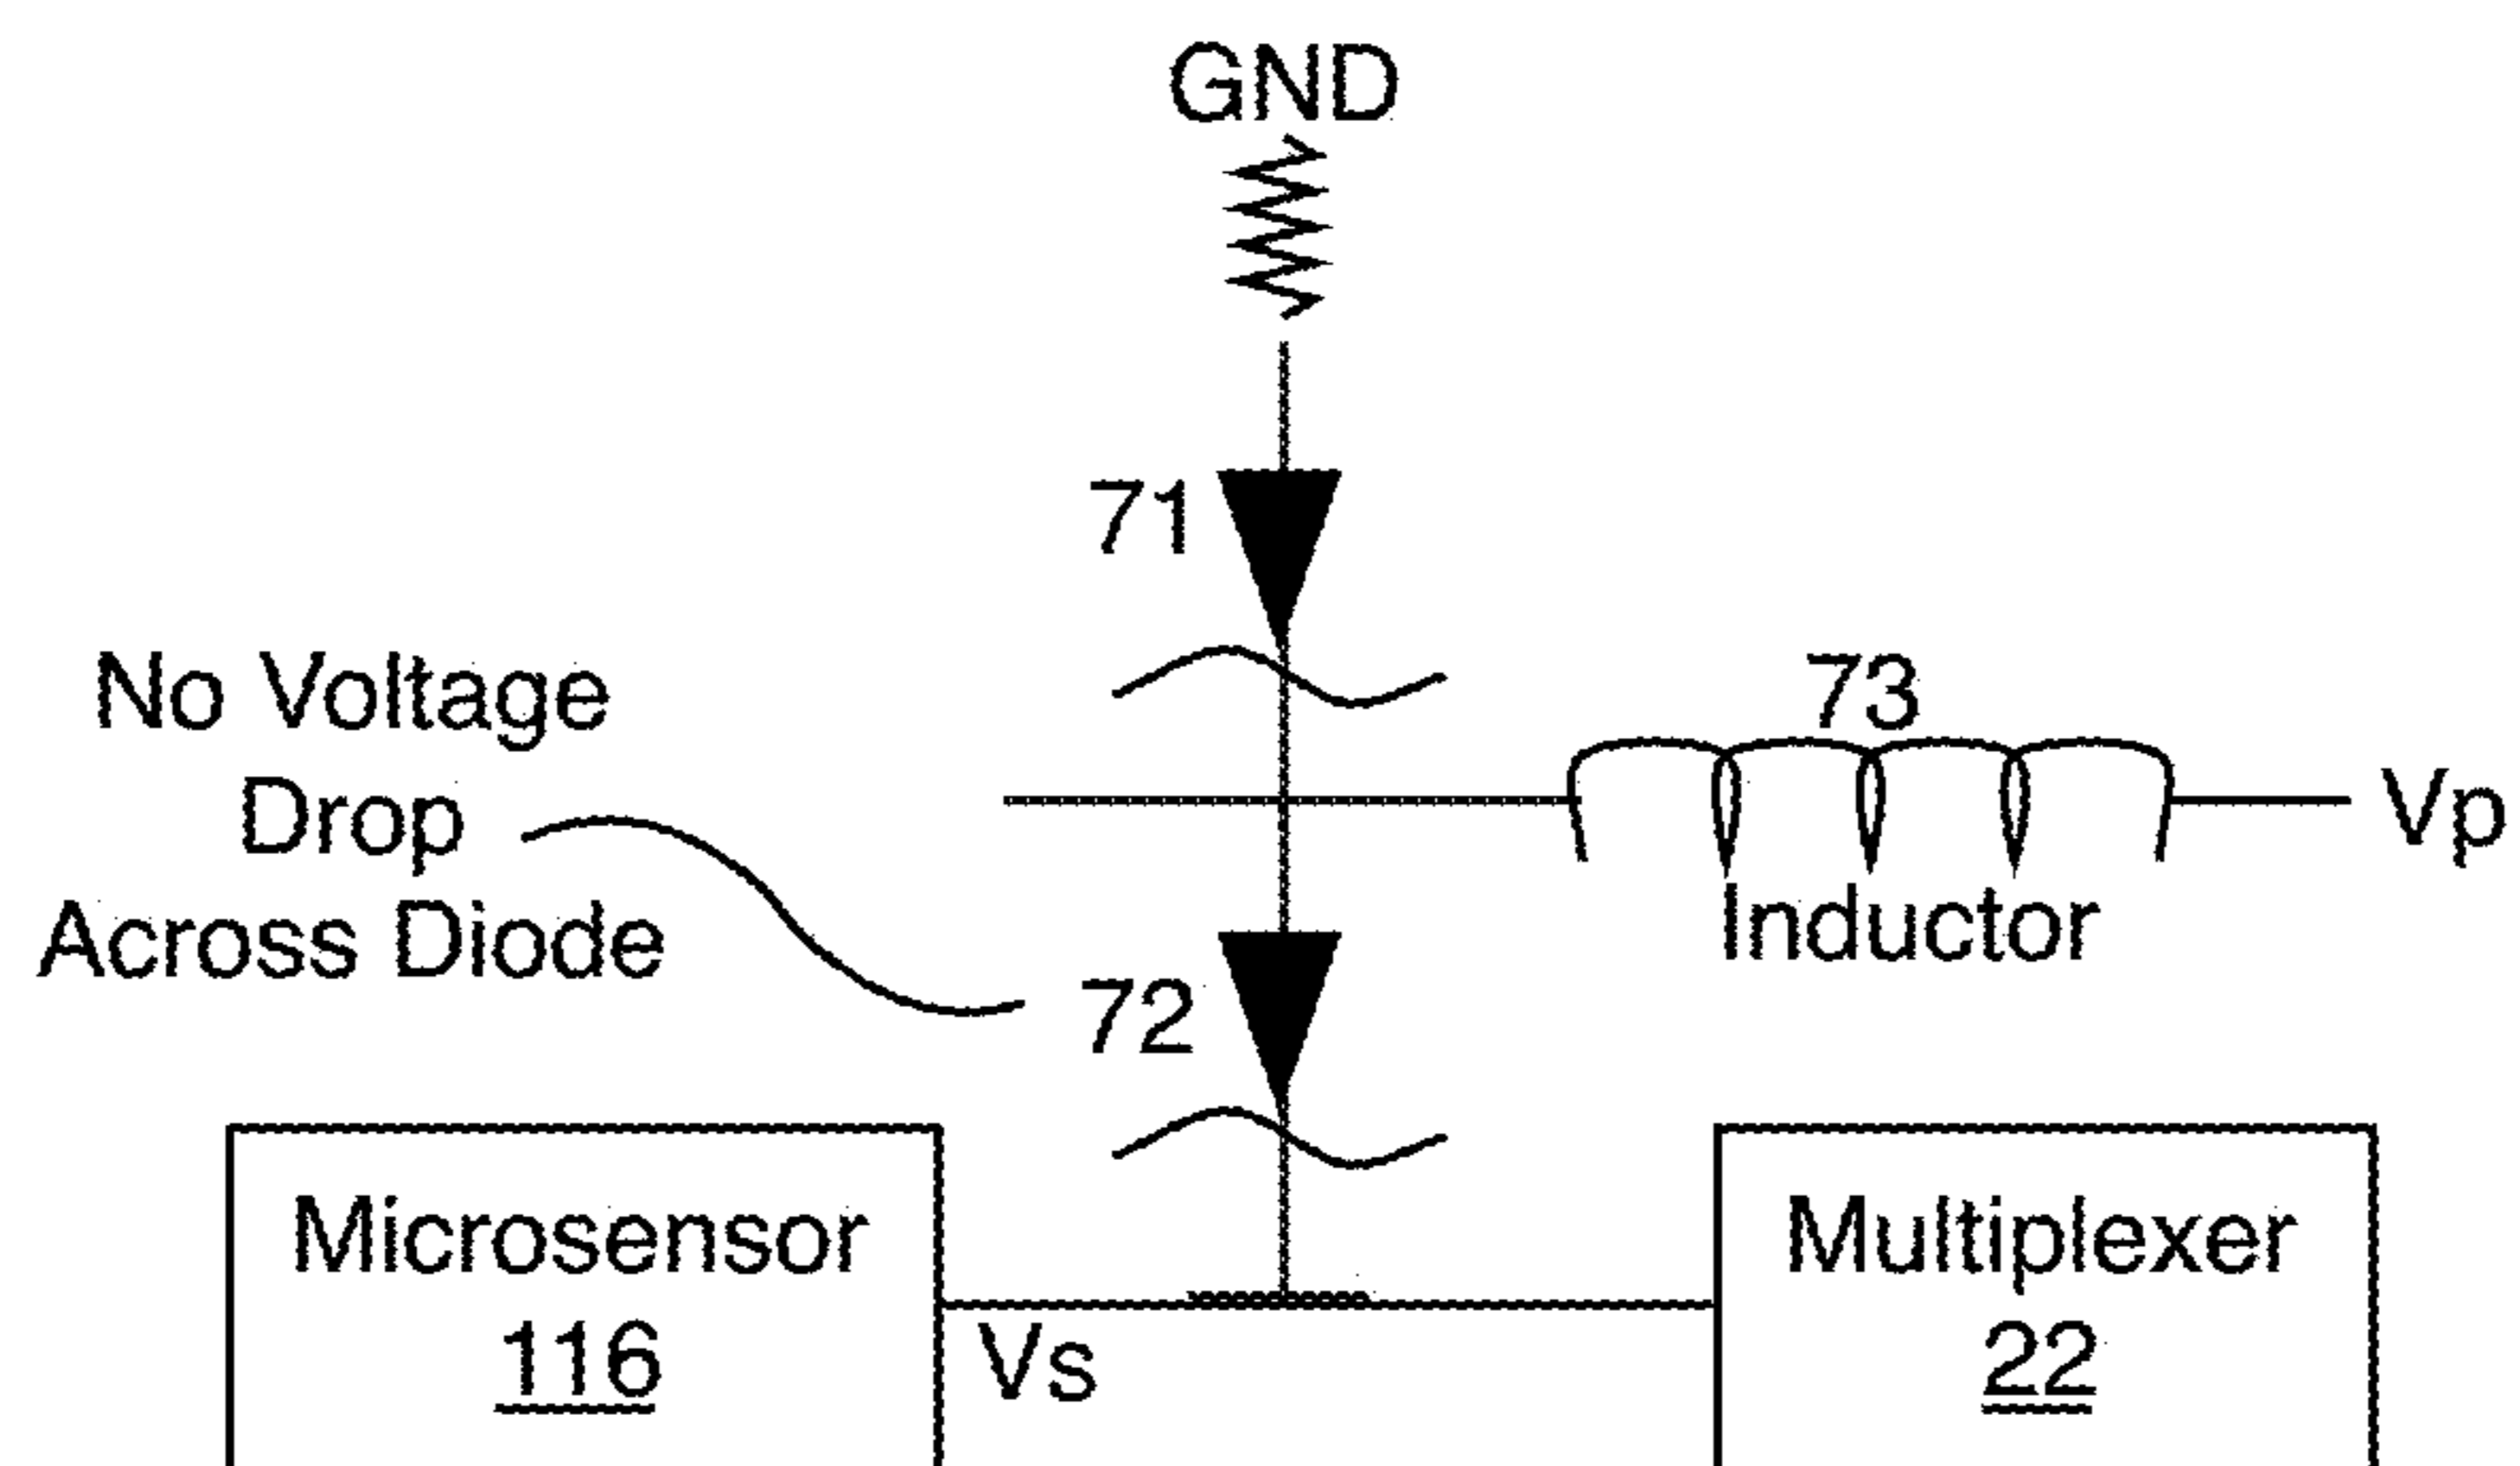 GND
71
No Voltage
Drop
Across Diode
73
Vp
Inductor
72
Microsensor
116
Vs
Multiplexer
22